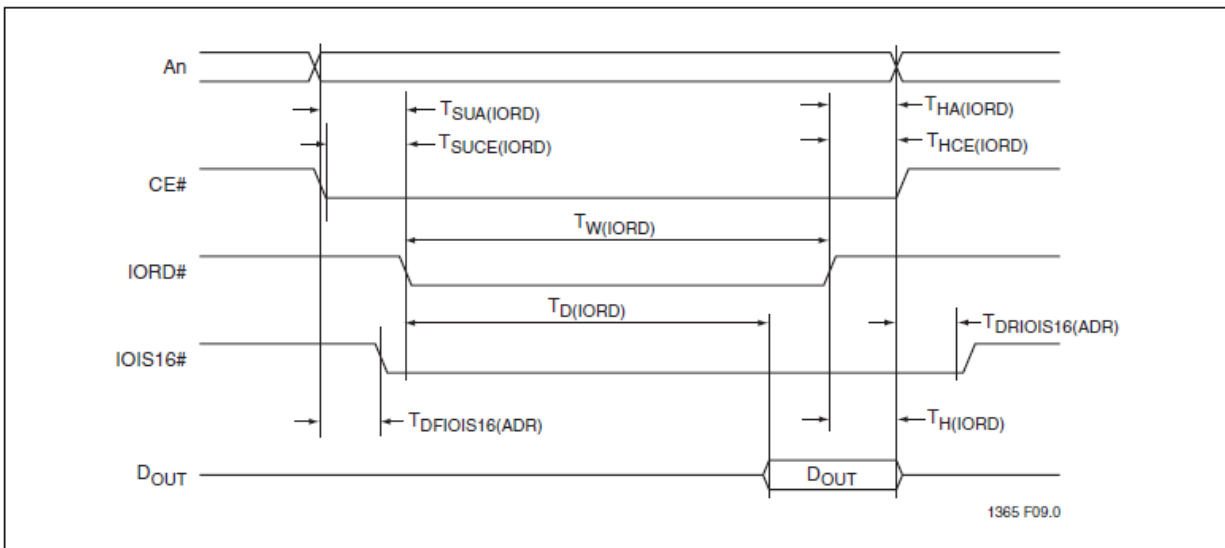 An
TSUA(IORD)
THA(IORD)
TSUCE(IORD)
THCE(IORD)
CE#
TW(IORD)
IORD#
TD(IORD)
TDRIOIS16(ADR)
IOIS16#
TDFIOIS16(ADR)
TH(IORD)
DOUT
DOUT
1365 F09.0